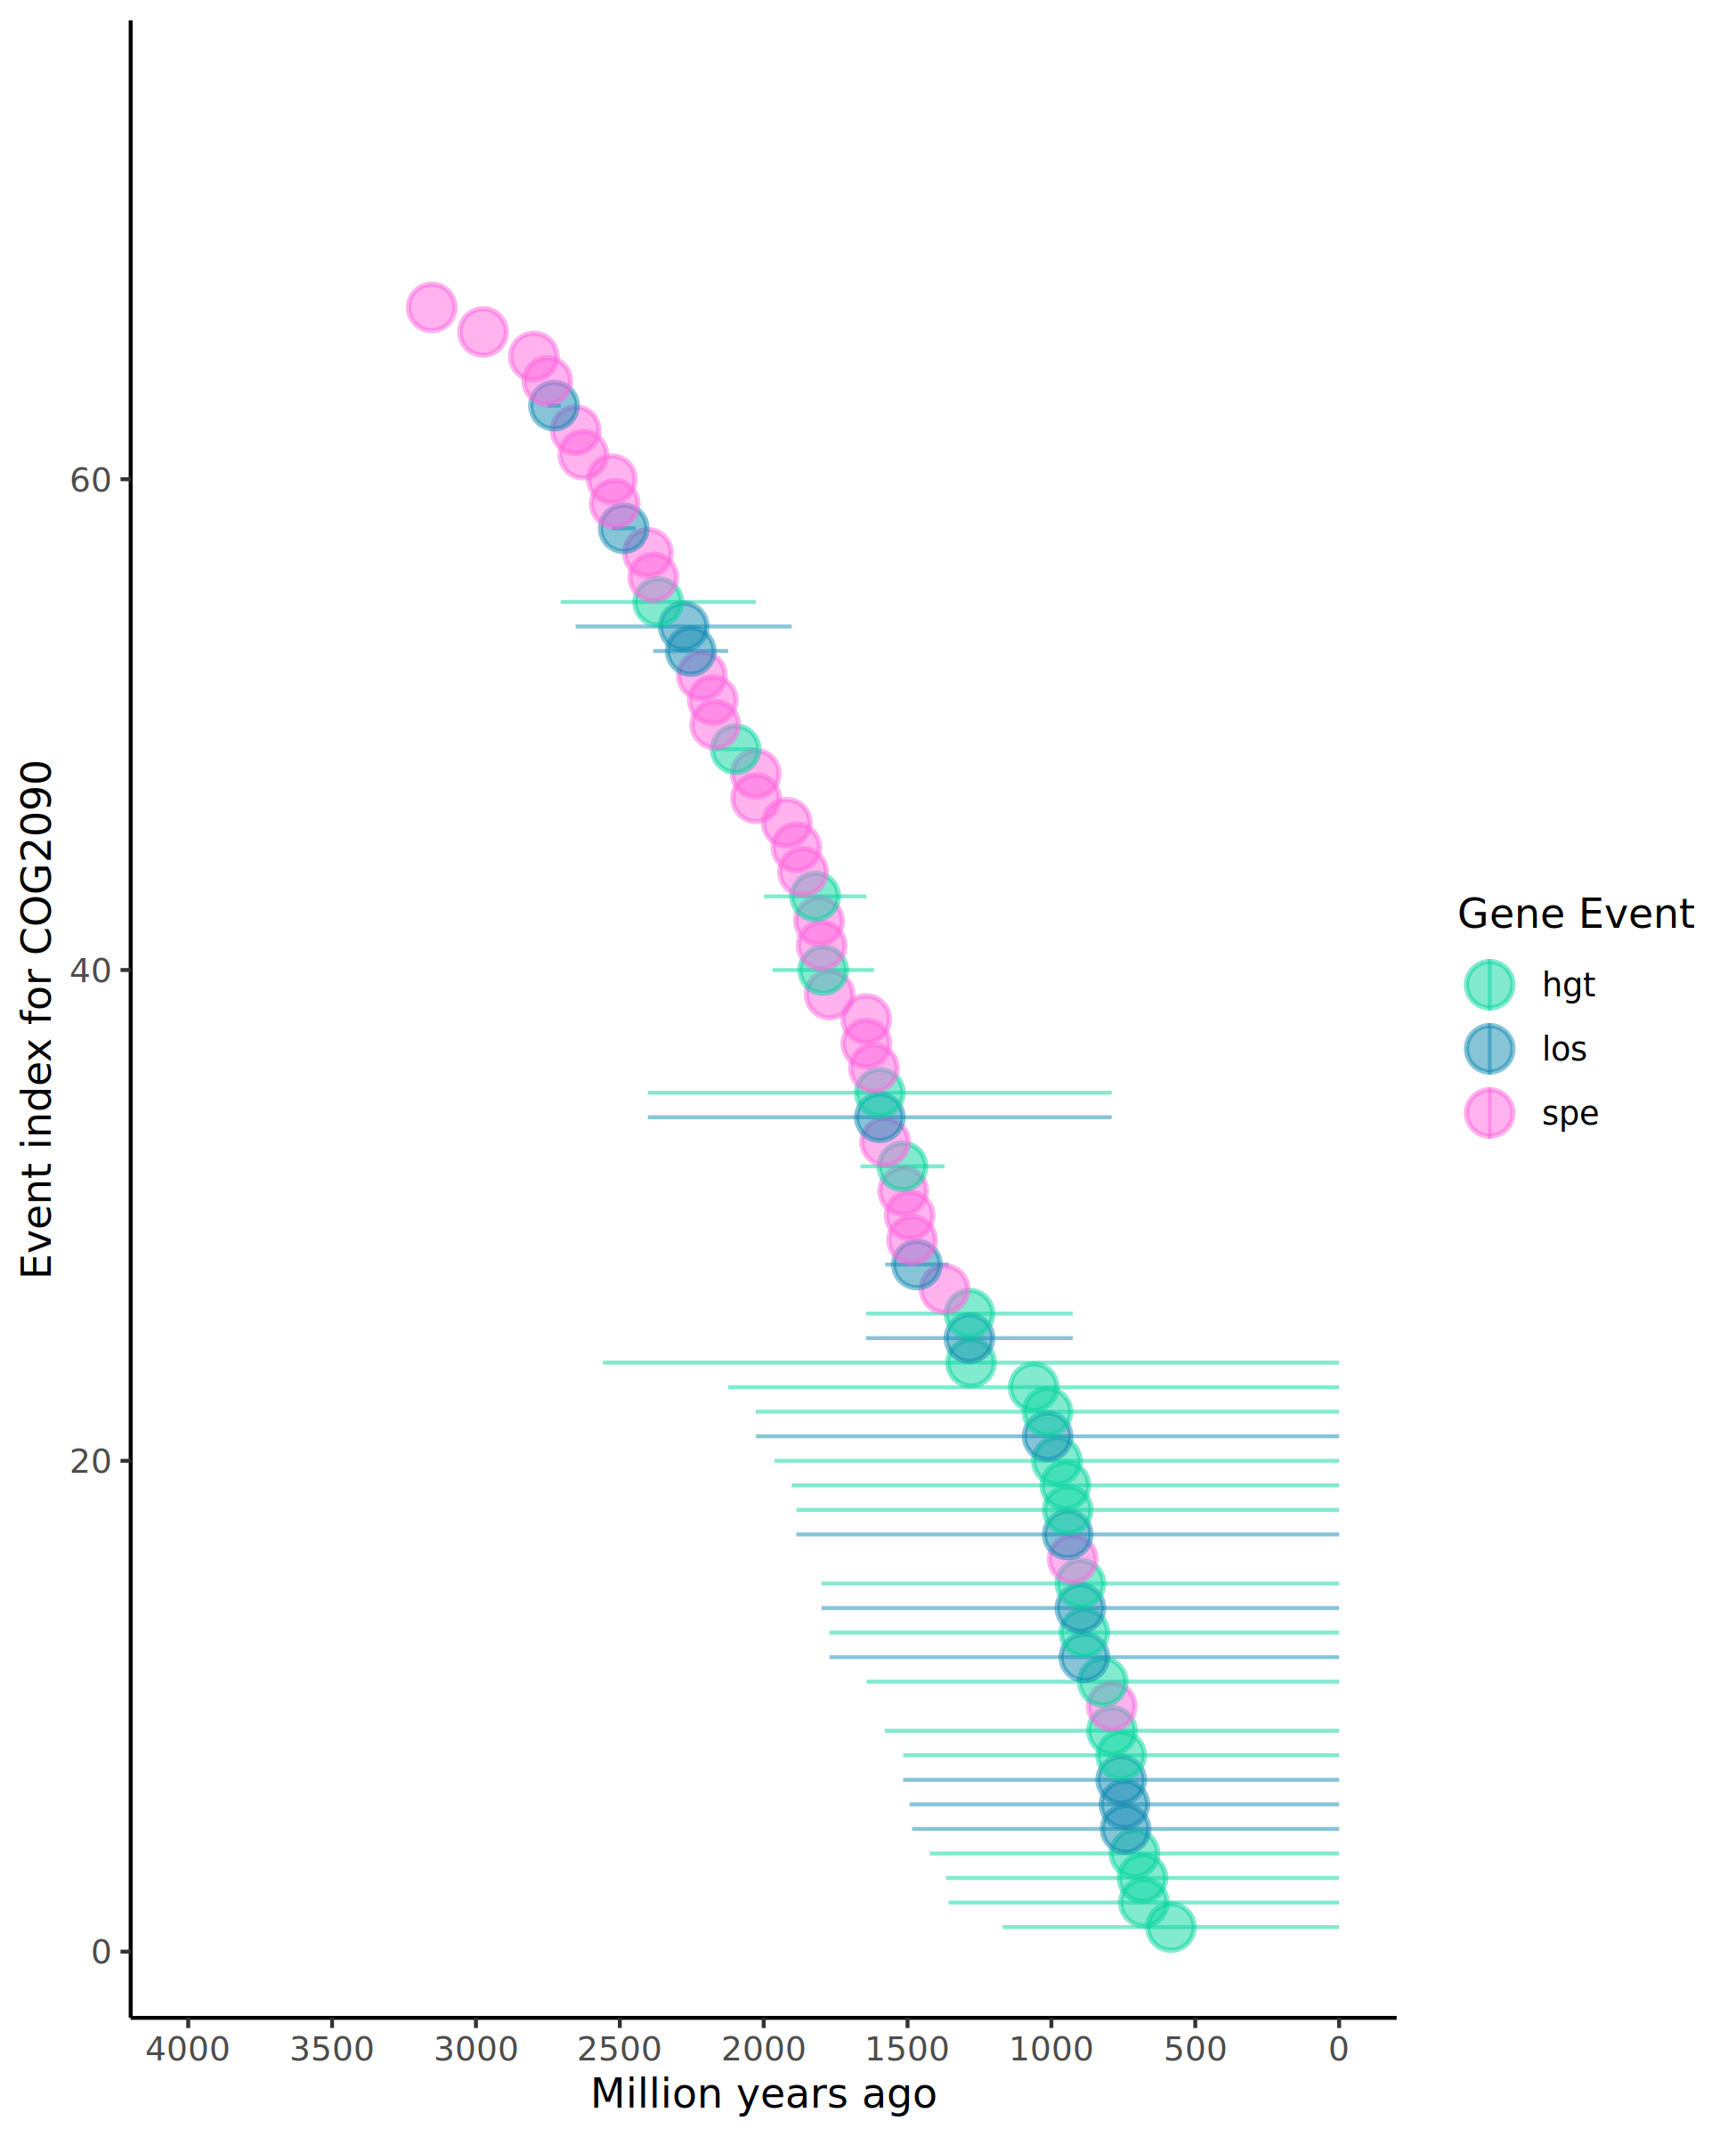 Event index for COG2090
60
40
20
0
4000 3500 3000 2500 2000 1500 1000 500 0
Million years ago
Gene Event
hgt
los
spe